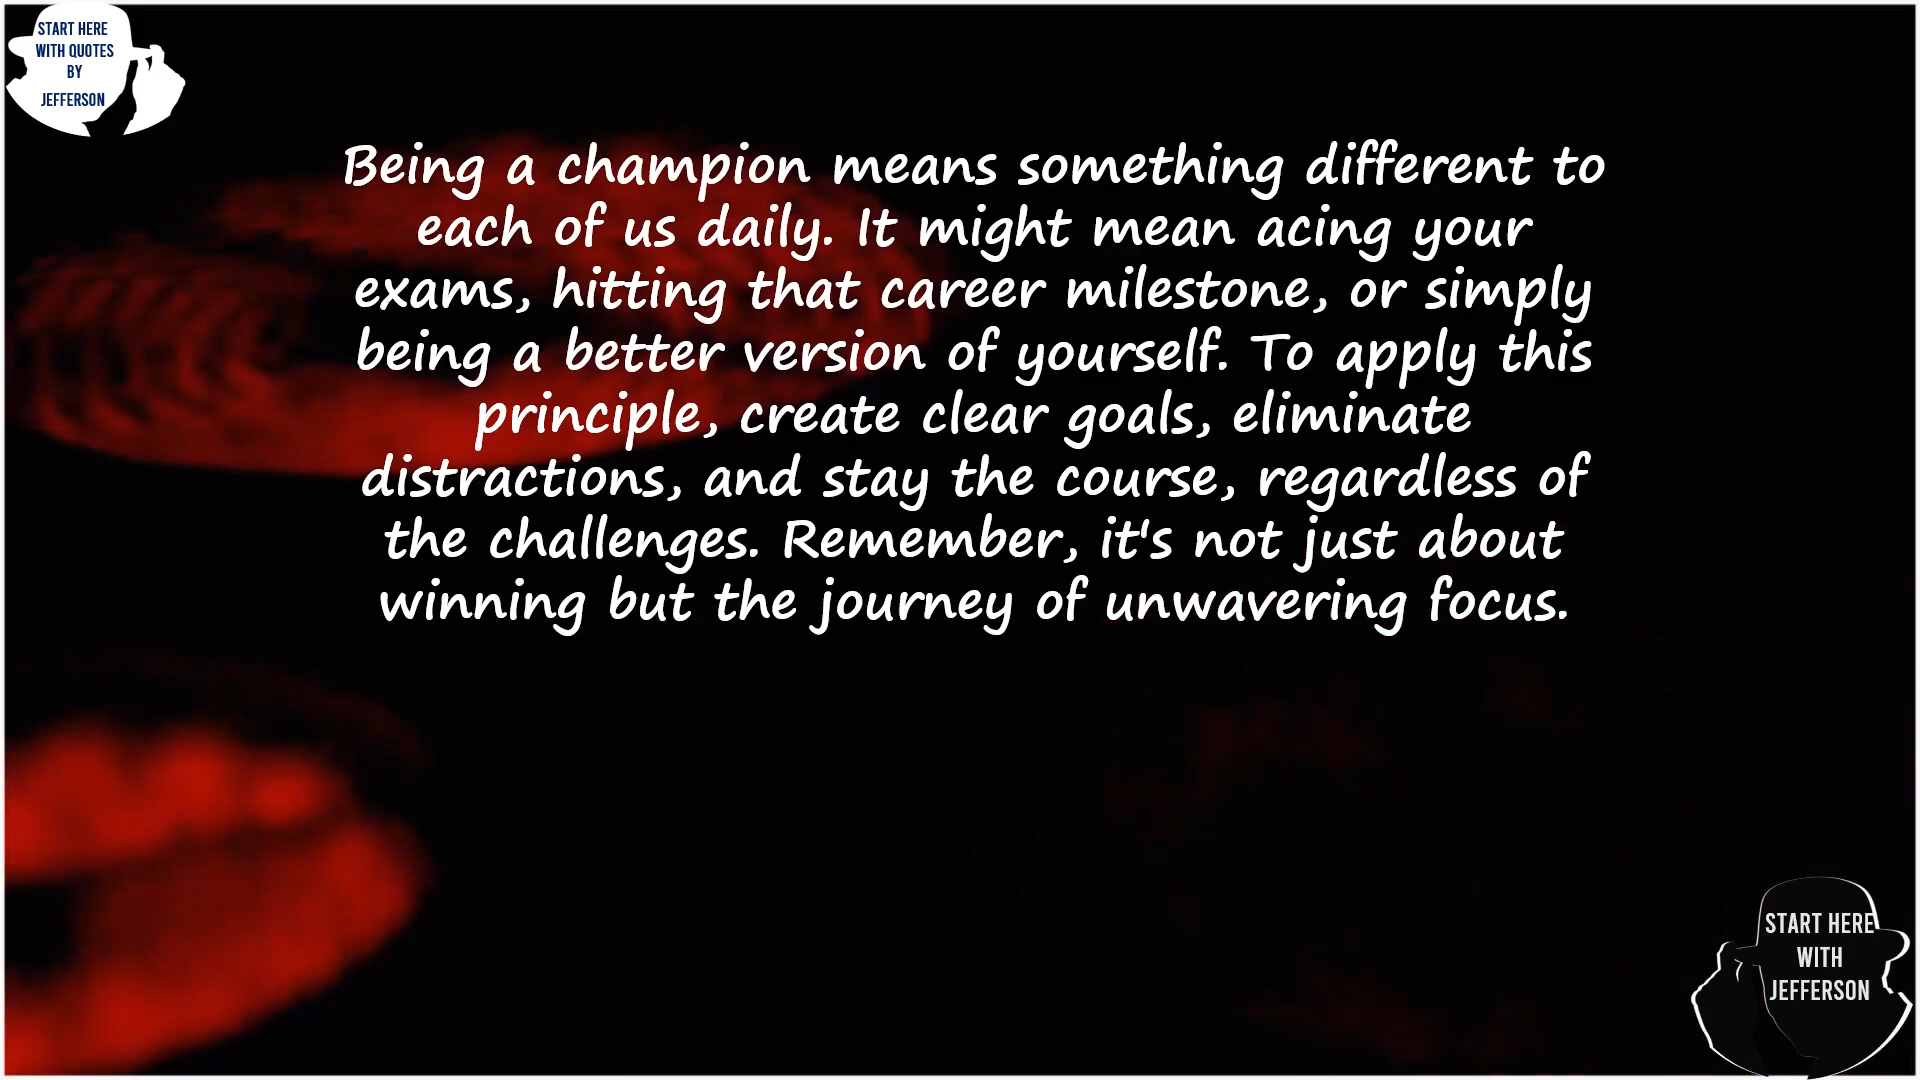 START HERE
WITH QUOTES
BY
JEFFERSON
Being a champion means something different to
each of us daily. It might mean acing your
exams, hitting that career milestone, or simply
being a better version of yourself. To apply this
principle, create clear goals, eliminate
distractions, and stay the course, regardless of
the challenges. Remember, it's not just about
winning but the journey of unwavering focus.
START HERE
WITH
JEFFERSON